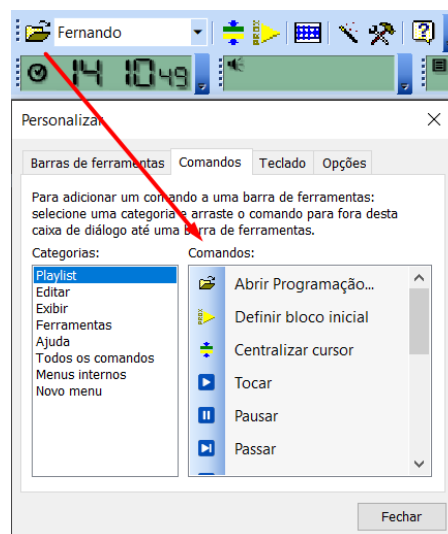 Fernando
14 10 49
Personalizar
Barras de ferramentas Comandos Teclado Opções
Para adicionar um comando a uma barra de ferramentas:
selecione uma categoria e arraste o comando para fora desta
caixa de diálogo até uma barra de ferramentas.
Categorias:
Comandos:
Playlist
Editar
Exibir
Ferramentas
Ajuda
Todos os comandos
Menus internos
Novo menu
Abrir Programação...
Definir bloco inicial
Centralizar cursor
Tocar
Pausar
Passar
Fechar